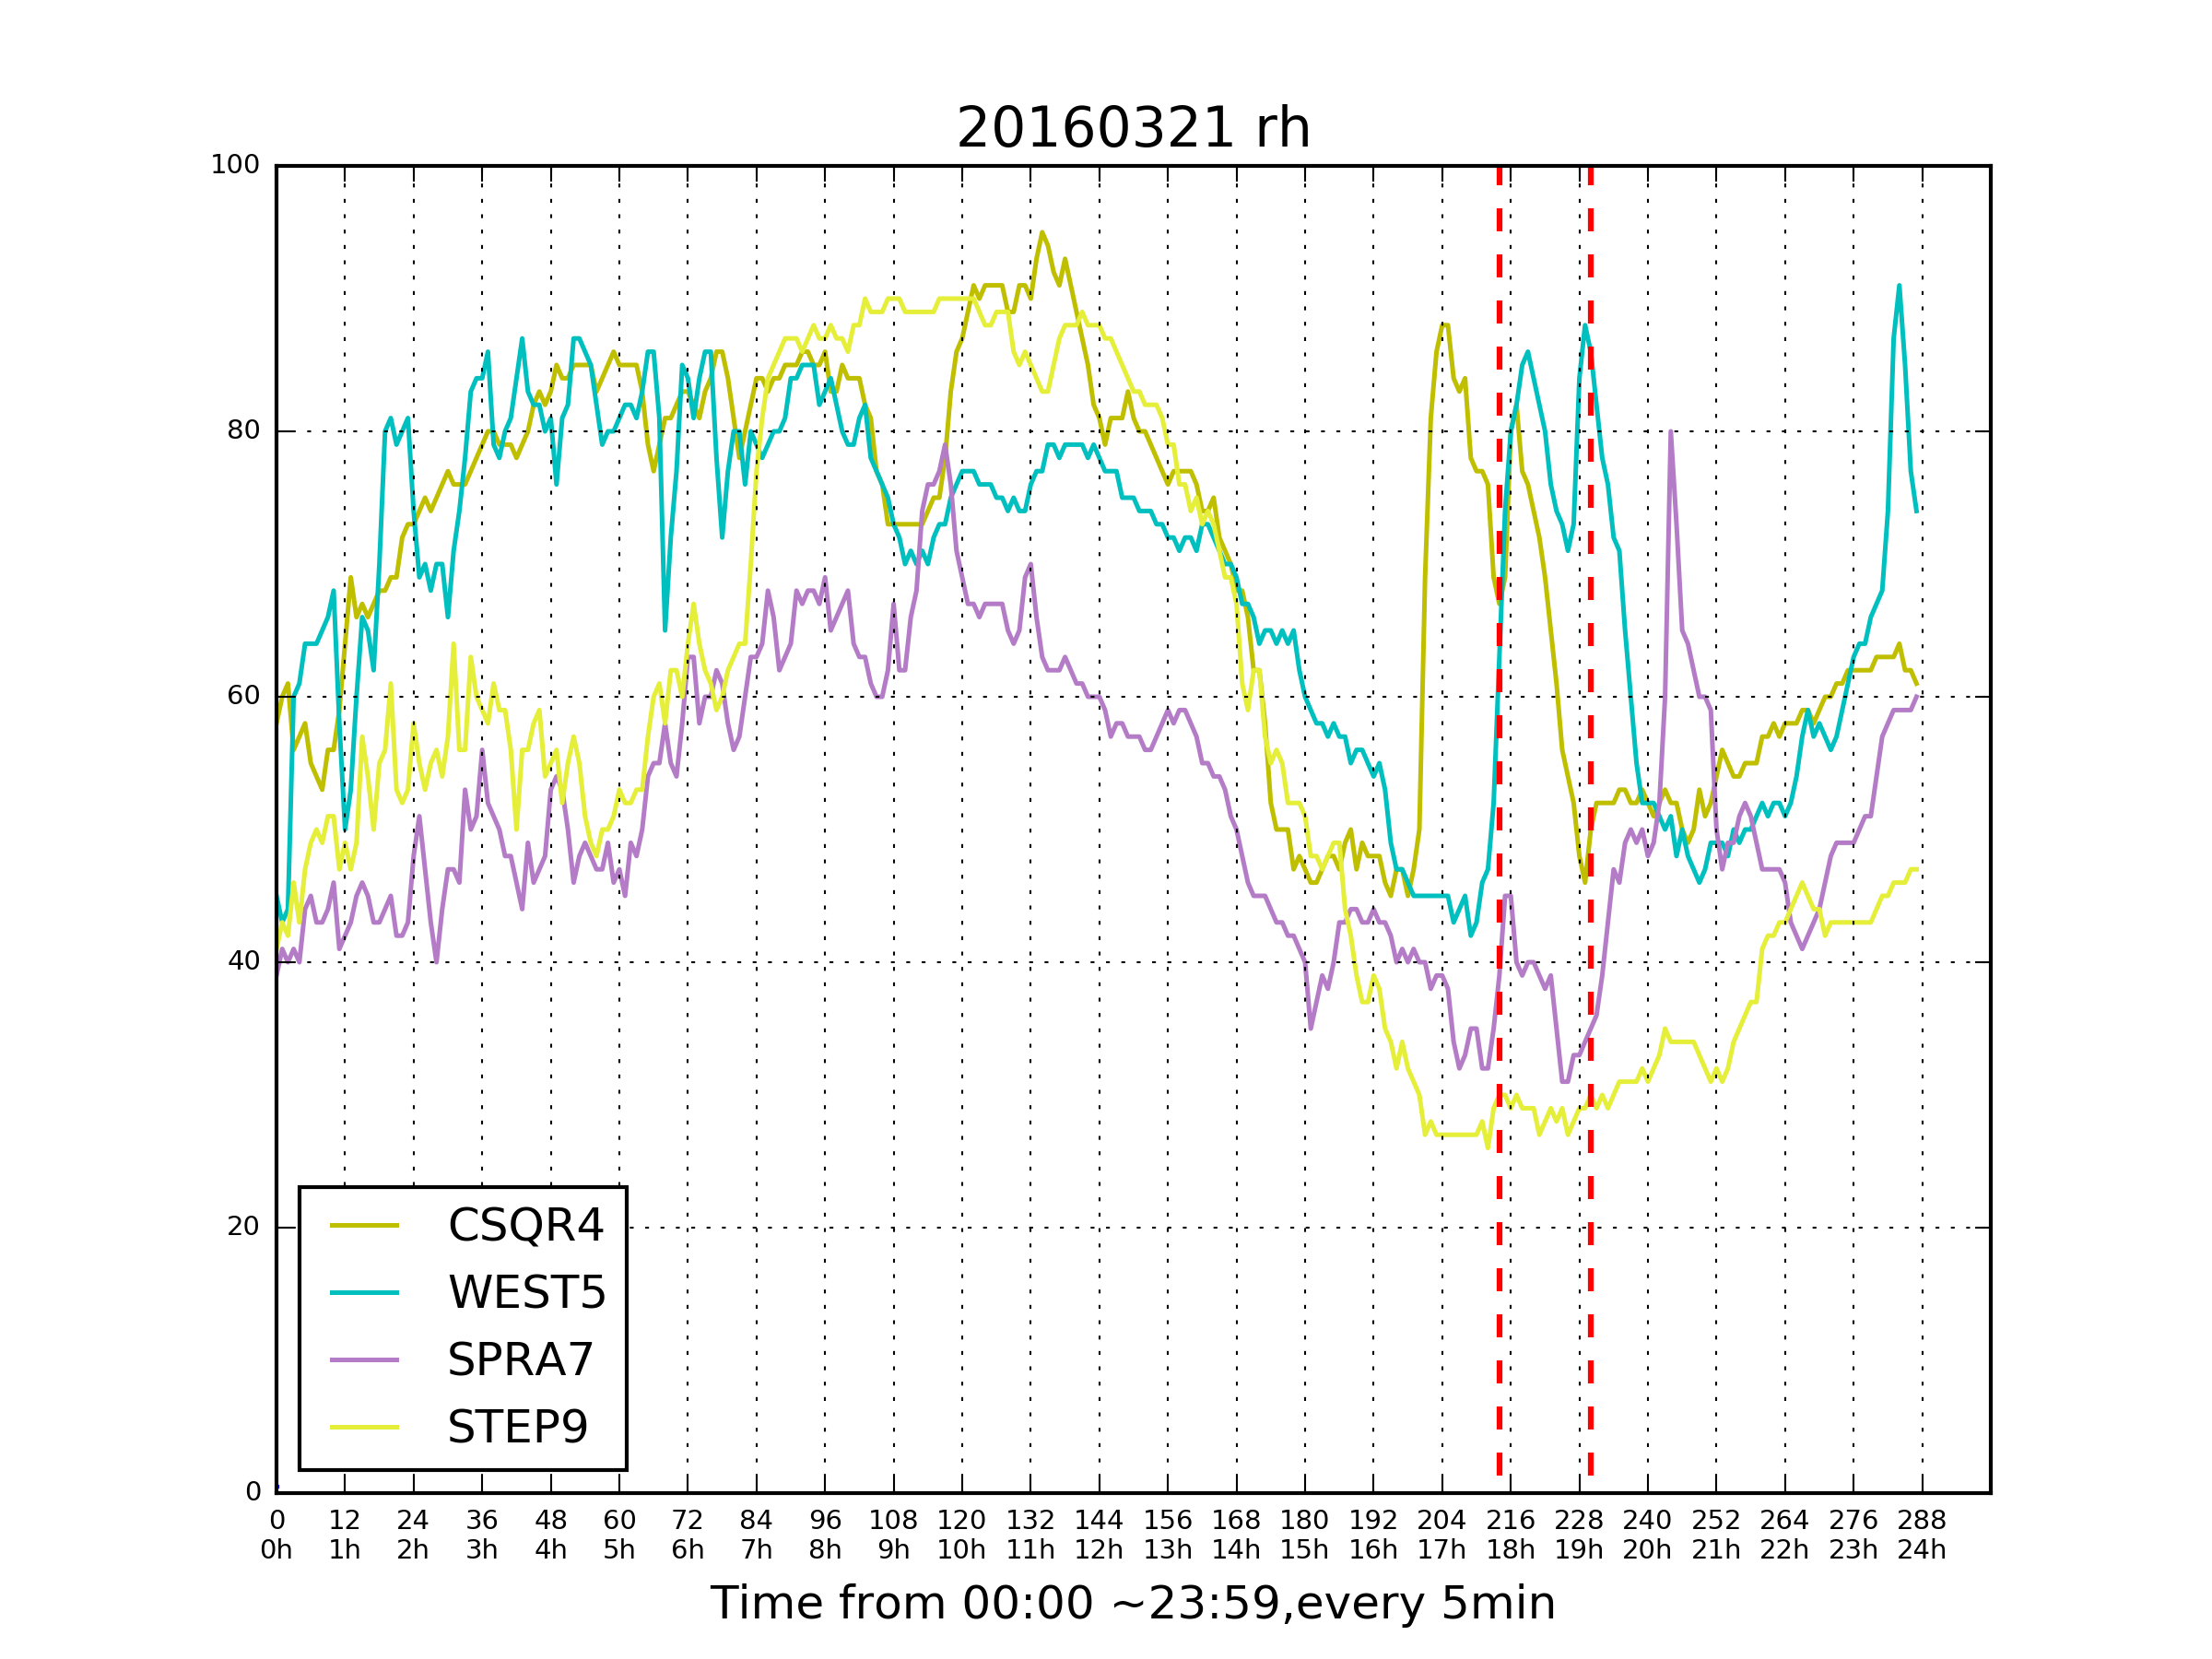 20160321 rh
100
80
60
40
20
0
CSQR4
WEST5
SPRA7
STEP9
0 12 24 36 48 60 72 84 96 108 120 132 144 156 168 180 192 204 216 228 240 252 264 276 288
0h 1h 2h 3h 4h 5h 6h 7h 8h 9h 10h 11h 12h 13h 14h 15h 16h 17h 18h 19h 20h 21h 22h 23h 24h
Time from 00:00 ~23:59,every 5min